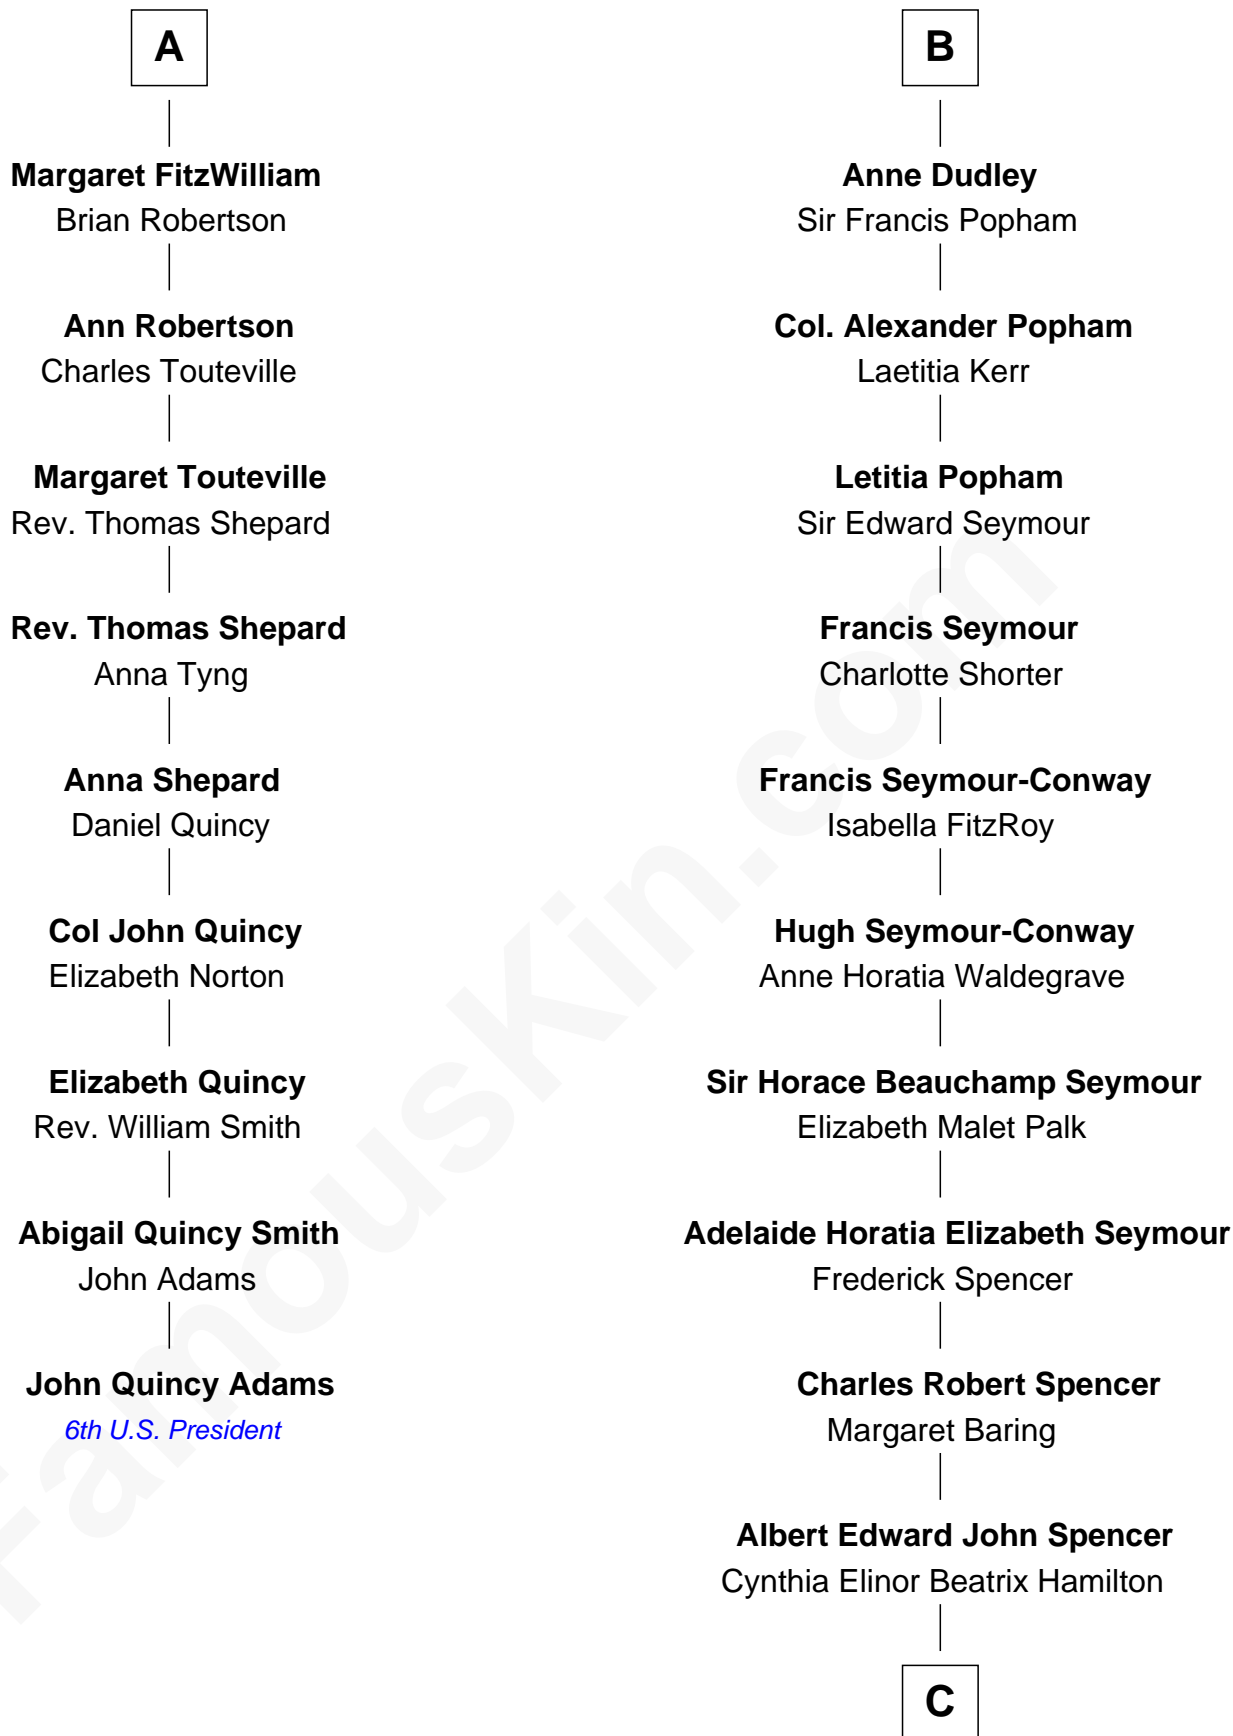 A
Margaret FitzWilliam
Brian Robertson
Ann Robertson
Charles Touteville
Margaret Touteville
Rev. Thomas Shepard
Rev. Thomas Shepard
Anna Tyng
Anna Shepard
Daniel Quincy
Col John Quincy
Elizabeth Norton
Elizabeth Quincy
Rev. William Smith
Abigail Quincy Smith
John Adams
John Quincy Adams
6th U.S. President
B
Anne Dudley
Sir Francis Popham
Col. Alexander Popham
Laetitia Kerr
Letitia Popham
Sir Edward Seymour
Francis Seymour
Charlotte Shorter
Francis Seymour-Conway
Isabella FitzRoy
Hugh Seymour-Conway
Anne Horatia Waldegrave
Sir Horace Beauchamp Seymour
Elizabeth Malet Palk
Adelaide Horatia Elizabeth Seymour
Frederick Spencer
Charles Robert Spencer
Margaret Baring
Albert Edward John Spencer
Cynthia Elinor Beatrix Hamilton
C
FamousKin.com